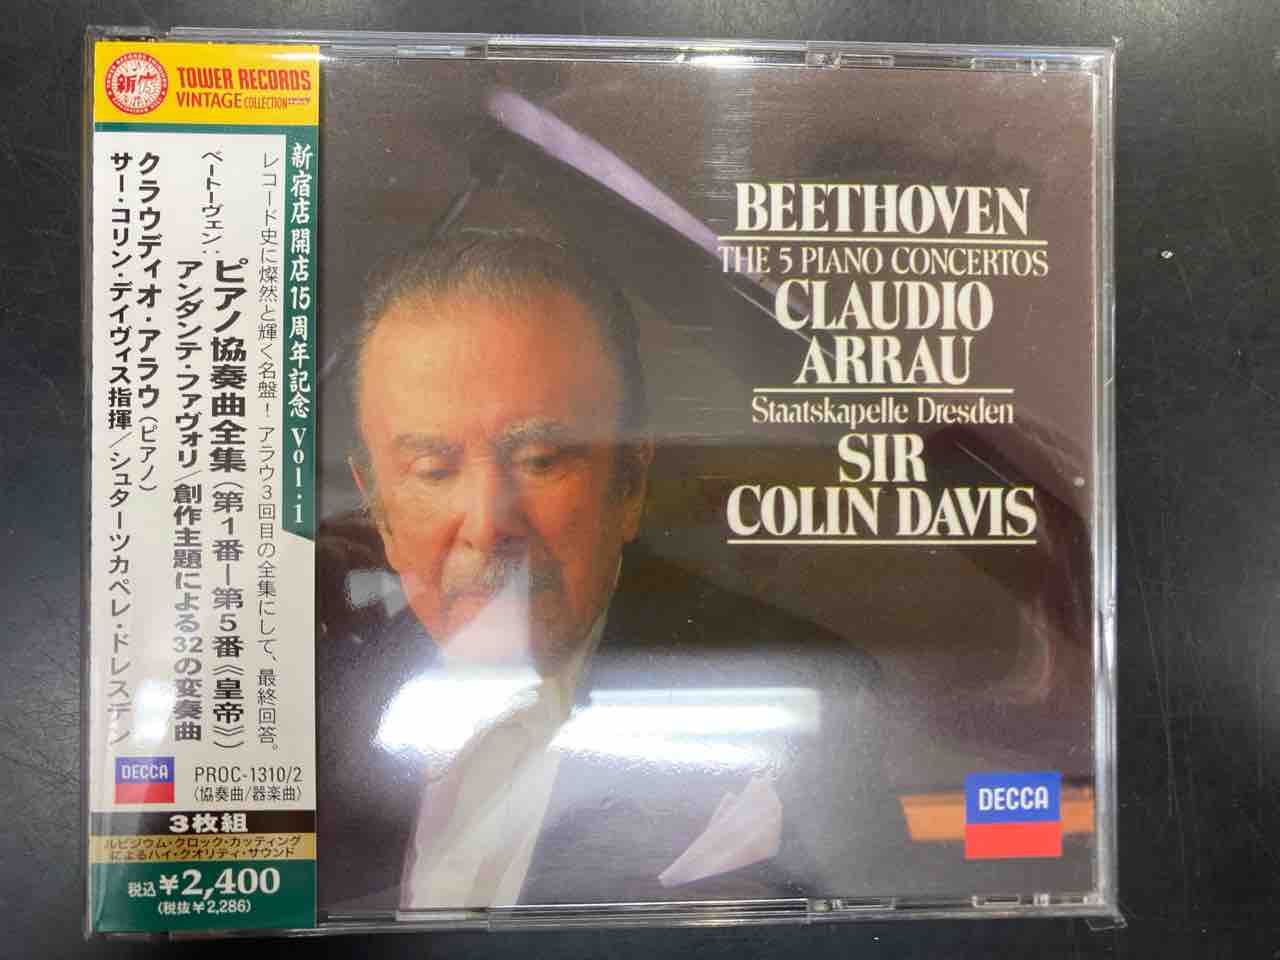 TOWER RECORDS
VINTAGE COLLECTION
新宿店開店15周年記念 Vol.1
レコード史に燦然と輝く名盤！ アラウ3回目の全集にして、最終回答。
ベートーヴェン：
ピアノ協奏曲全集（第1番―第5番《皇帝》）
アンダンテ・ファヴォリ／創作主題による32の変奏曲
クラウディオ・アラウ（ピアノ）
サー・コリン・デイヴィス指揮／シュターツカペレ・ドレスデン
DECCA
PROC-1310/2
（協奏曲/器楽曲）
3枚組
ルビジウム・クロック・カッティング
によるハイ・クオリティ・サウンド
税込￥2,400
（税抜￥2,286）
BEETHOVEN
THE 5 PIANO CONCERTOS
CLAUDIO
ARRAU
Staatskapelle Dresden
SIR
COLIN DAVIS
DECCA